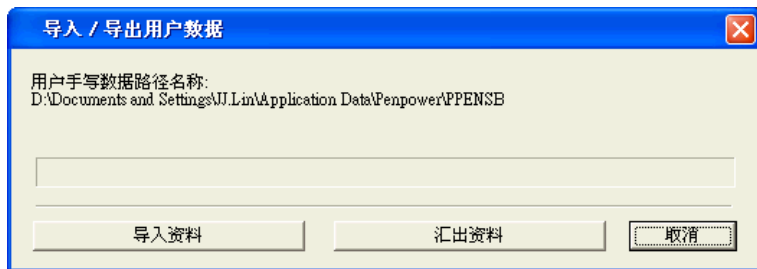 导入 / 导出用户数据
用户手写数据路径名称:
D:\Documents and Settings\JJ.Lin\Application Data\Penpower\PPENSB
导入资料
汇出资料
取消